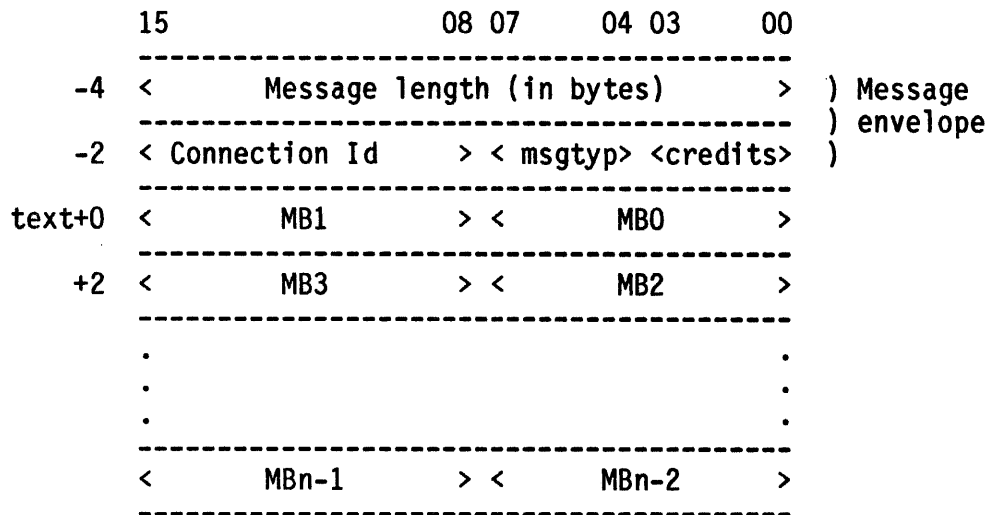 15 08 07 04 03 00
-4 < Message length (in bytes) > ) Message
) envelope
-2 < Connection Id > < msgtyp> <credits> )
text+0 < MB1 > < MB0 >
+2 < MB3 > < MB2 >
. .
. .
. .
< MBn-1 > < MBn-2 >